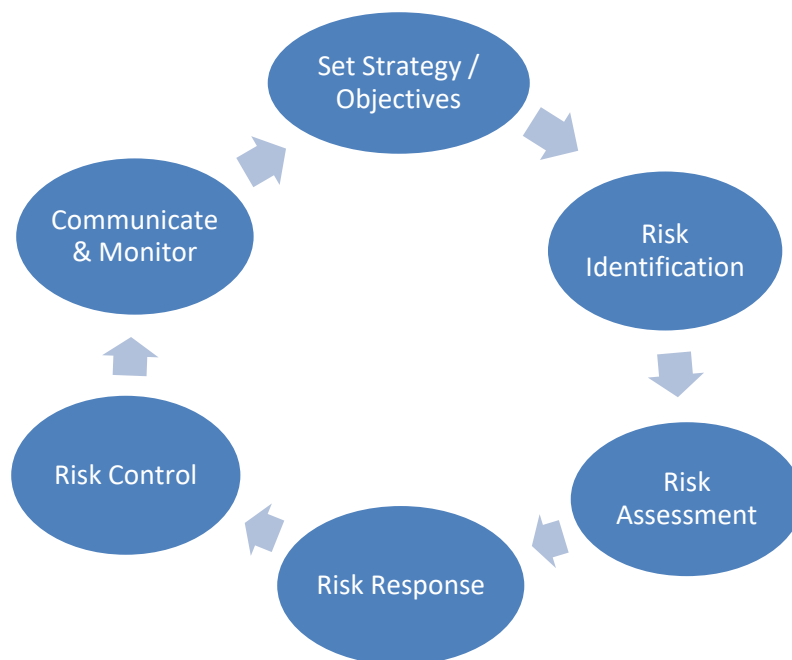 Set Strategy /
Objectives
Risk
Identification
Risk
Assessment
Risk Response
Risk Control
Communicate
& Monitor